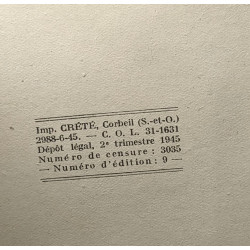 Imp. CRÉTÉ, Corbeil (S.-et-O.)
2988-6-45. — C. O. L. 31-1631
Dépôt légal, 2e trimestre 1945
Numéro de censure : 3035
— Numéro d'édition : 9 —